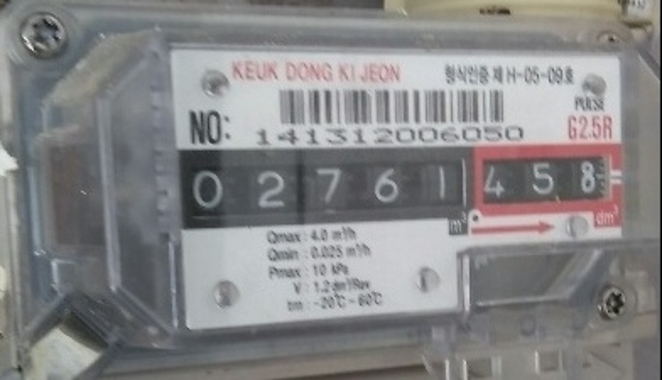 KEUK DONG KI JEON 형식인증 제 H-05-09호
PULSE
NO: 141312006050 G2.5R
02761 458
m³ dm³
Qmax : 4.0 m³/h
Qmin : 0.025 m³/h
Pmax : 10 kPa
V : 1.2 dm³/Rev
tm : -20℃~60℃